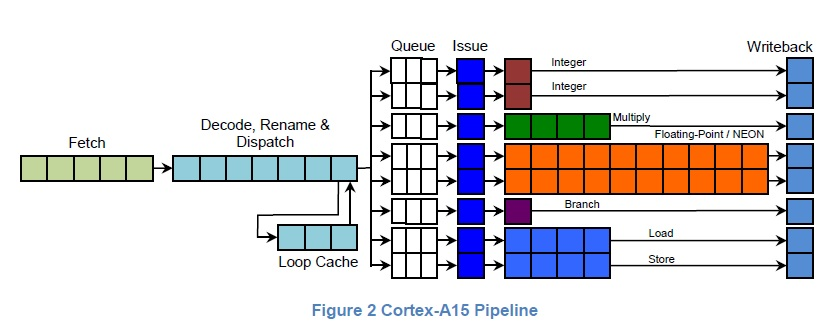 Queue Issue Writeback
Integer
Integer
Multiply
Floating-Point / NEON
Fetch
Decode, Rename &
Dispatch
Branch
Load
Store
Loop Cache
Figure 2 Cortex-A15 Pipeline